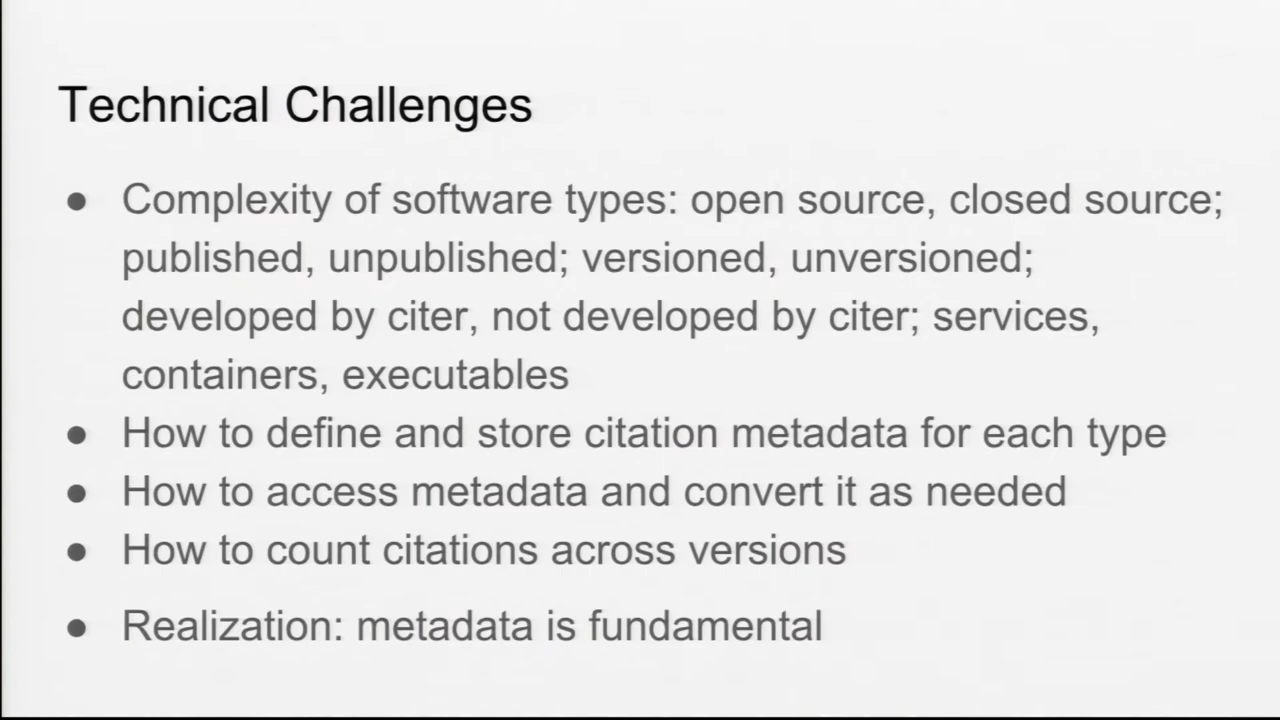 Technical Challenges
● Complexity of software types: open source, closed source;
published, unpublished; versioned, unversioned;
developed by citer, not developed by citer; services,
containers, executables
● How to define and store citation metadata for each type
● How to access metadata and convert it as needed
● How to count citations across versions
● Realization: metadata is fundamental